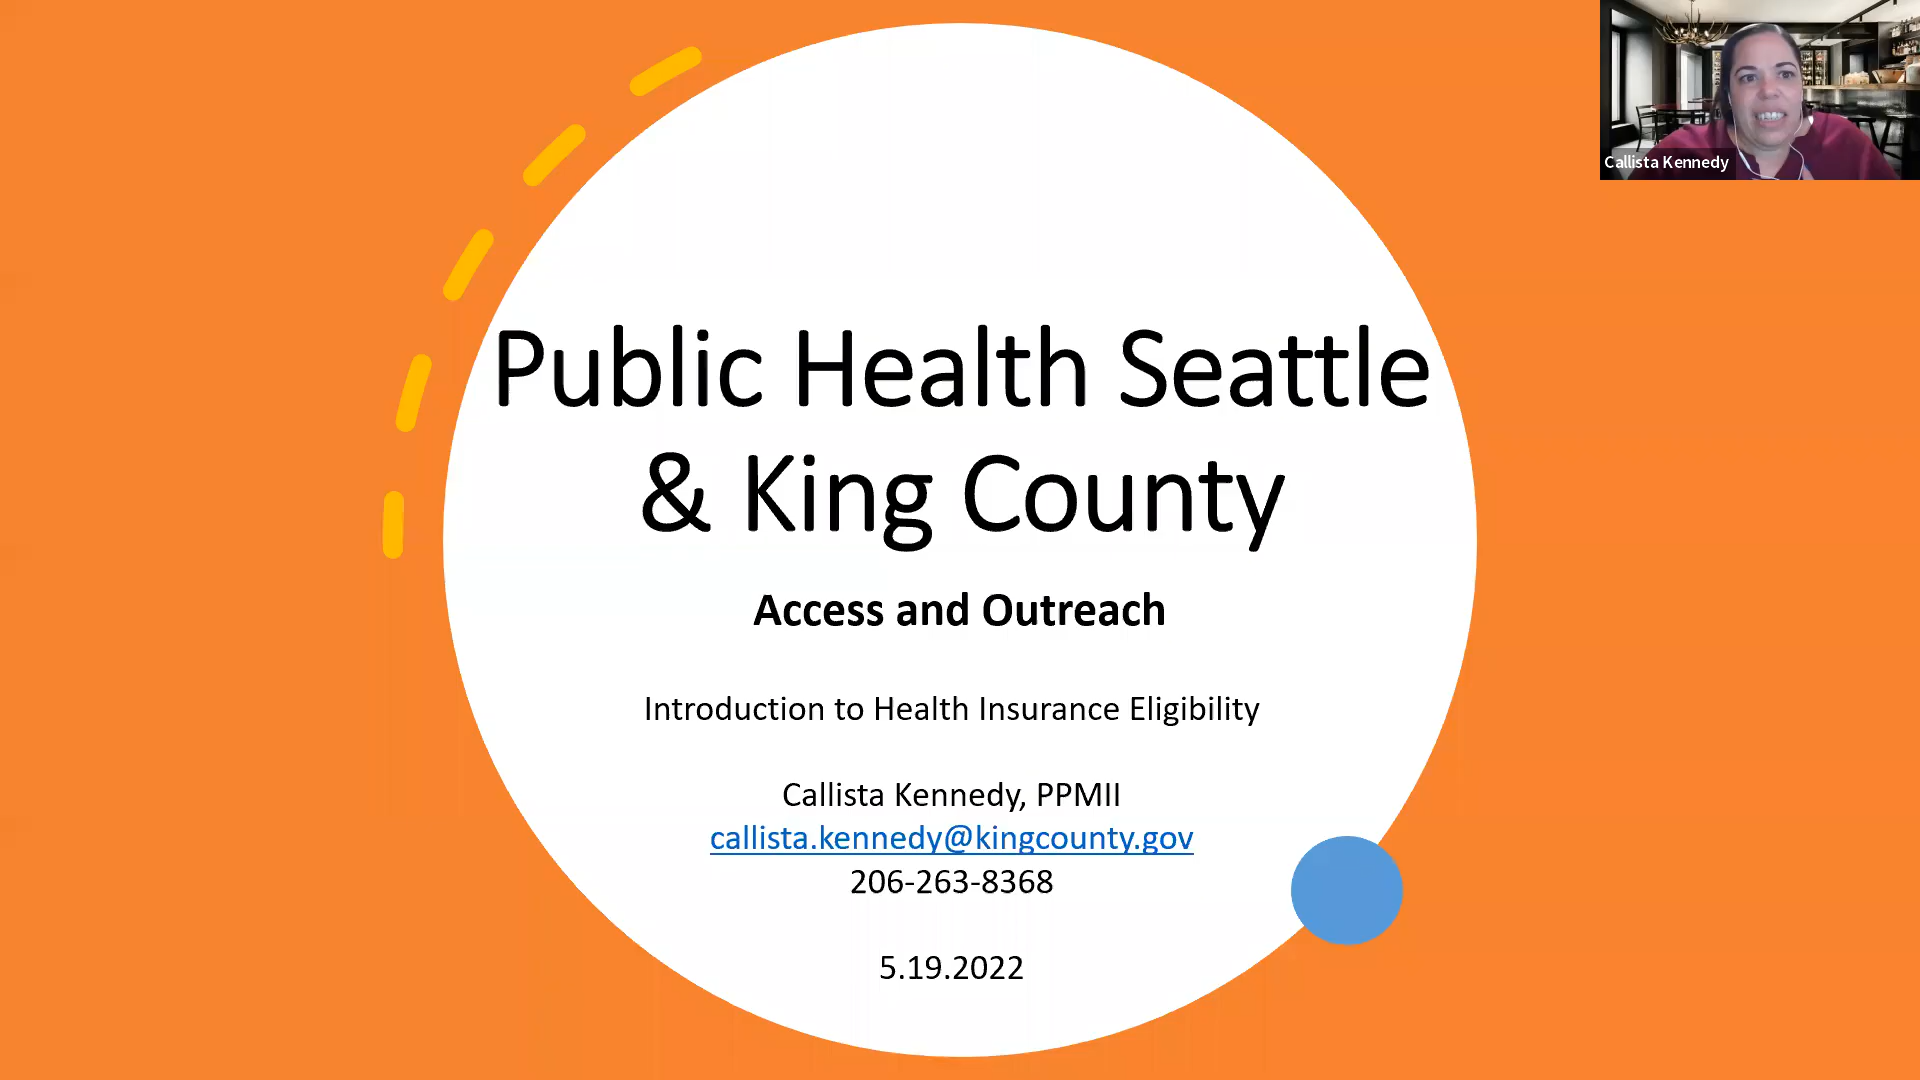 Public Health Seattle
& King County
Access and Outreach
Introduction to Health Insurance Eligibility
Callista Kennedy, PPMII
callista.kennedy@kingcounty.gov
206-263-8368
5.19.2022
Callista Kennedy